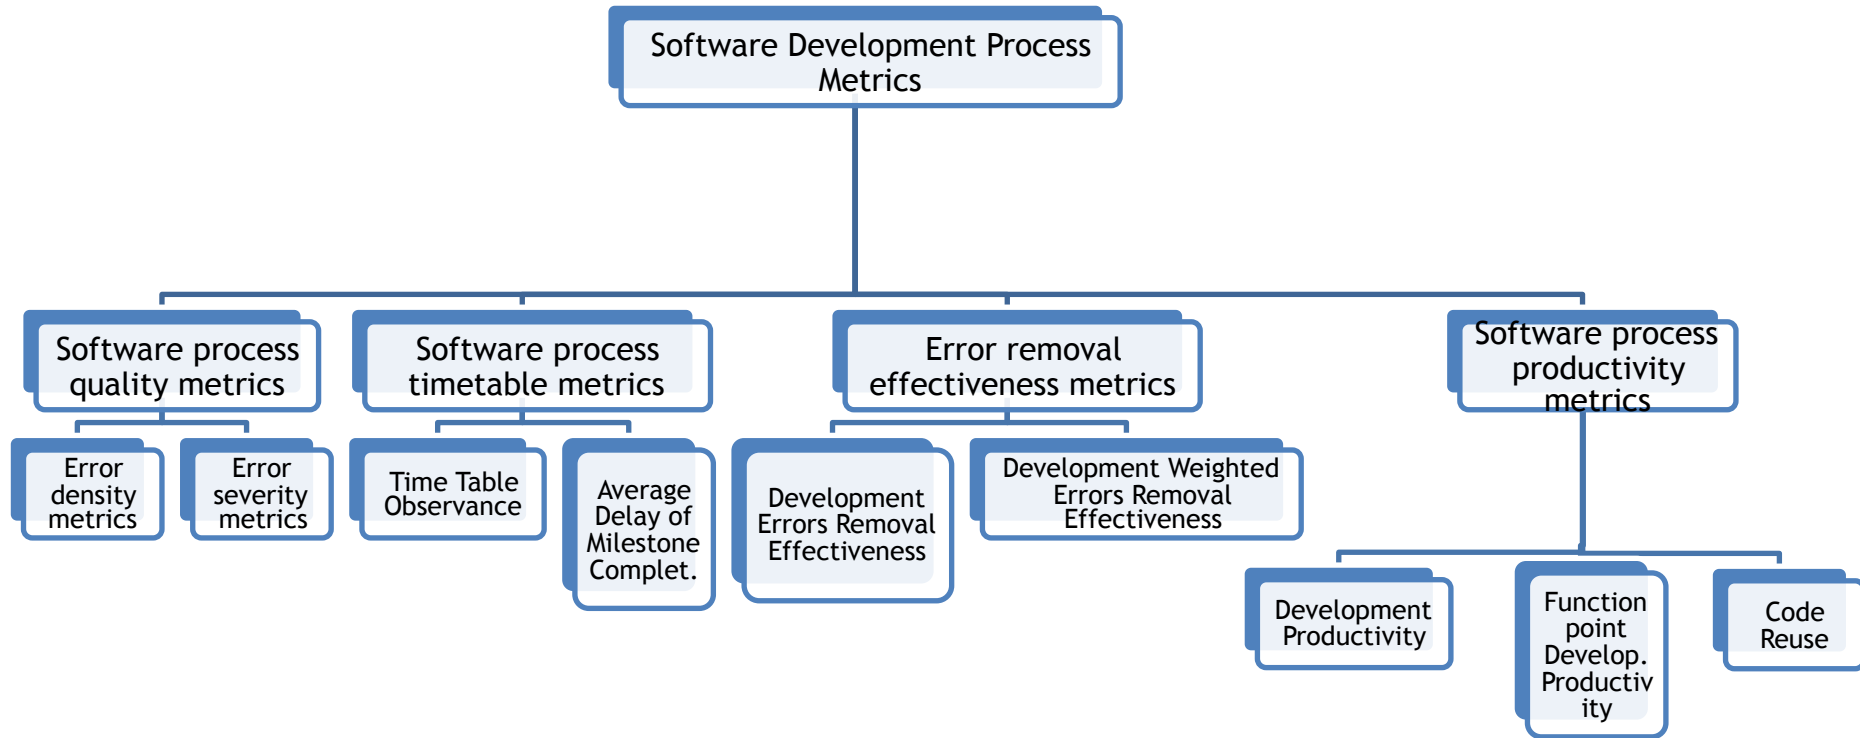 Software Development Process
Metrics
Software process
quality metrics
Software process
timetable metrics
Error removal
effectiveness metrics
Software process
productivity
metrics
Error
density
metrics
Error
severity
metrics
Time Table
Observance
Average
Delay of
Milestone
Complet.
Development
Errors Removal
Effectiveness
Development Weighted
Errors Removal
Effectiveness
Development
Productivity
Function
point
Develop.
Productiv
ity
Code
Reuse